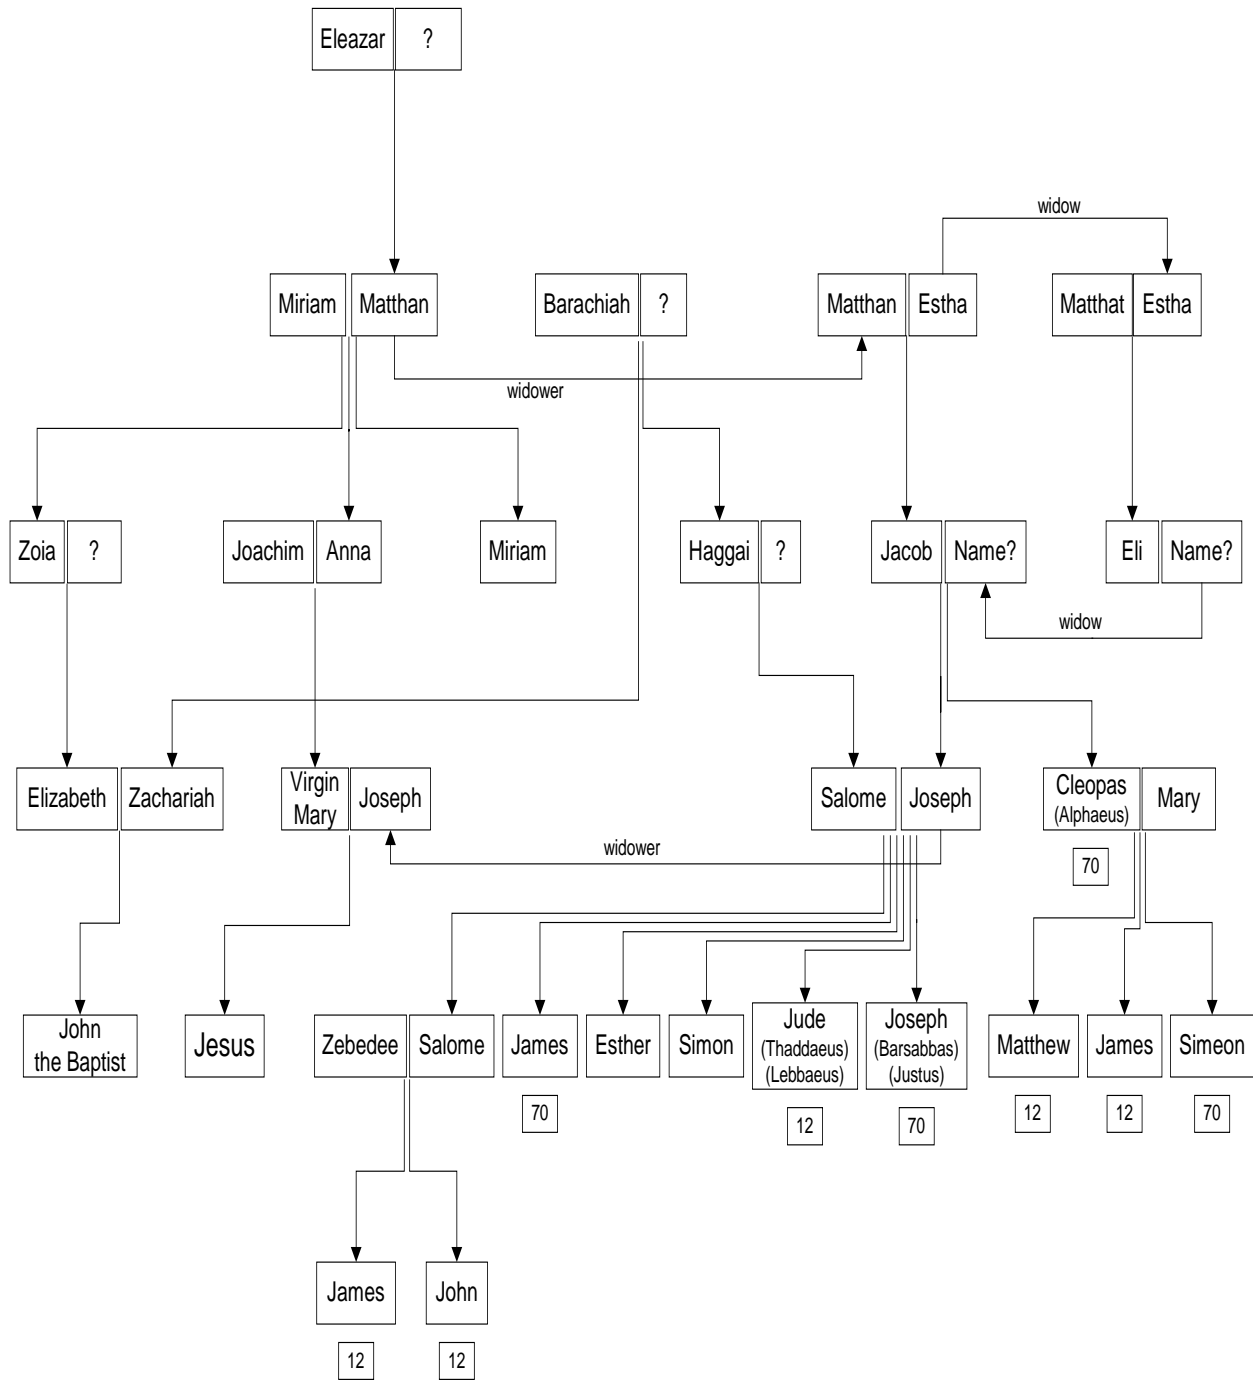 Eleazar ?
widow
Miriam Matthan Barachiah ? Matthan Estha Matthat Estha
widower
Zoia ? Joachim Anna Miriam Haggai ? Jacob Name? Eli Name?
widow
Elizabeth Zachariah Virgin Mary Joseph Salome Joseph Cleopas (Alphaeus) Mary
widower
70
John the Baptist Jesus Zebedee Salome James Esther Simon Jude (Thaddaeus) (Lebbaeus) Joseph (Barsabbas) (Justus) Matthew James Simeon
70 12 70 12 12 70
James John
12 12